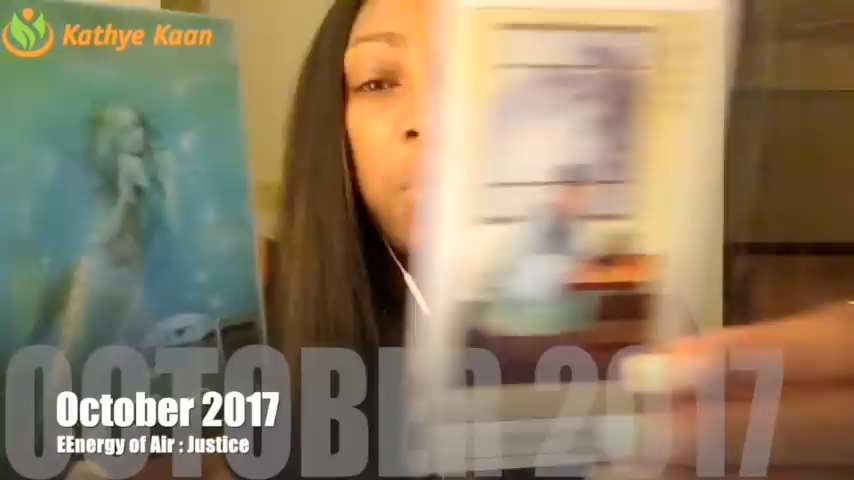 Kathye Kaan
OCTOBER 2017
October 2017
EEnergy of Air : Justice